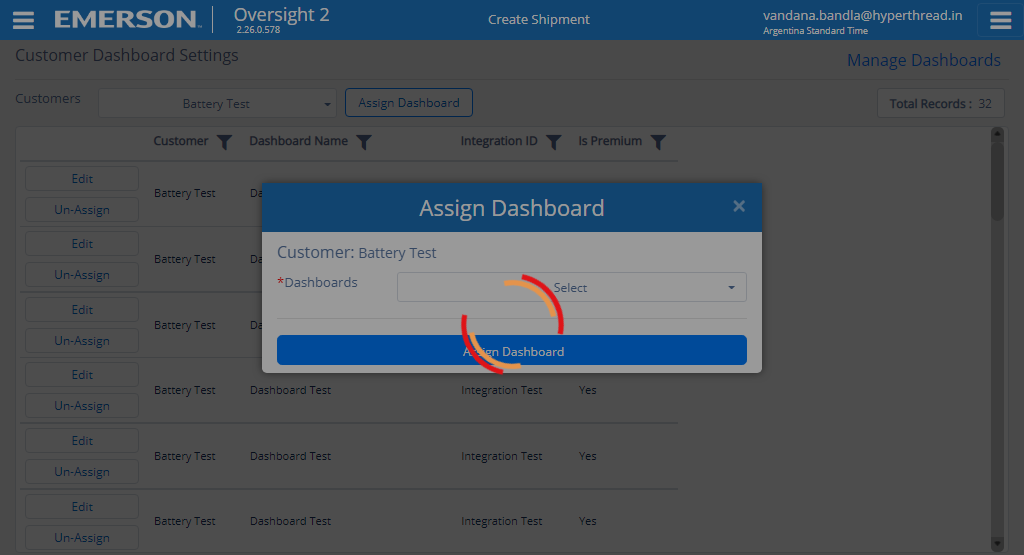 EMERSON. Oversight 2 Create Shipment vandana.bandla@hyperthread.in
2.26.0.578 Argentina Standard Time
Customer Dashboard Settings Manage Dashboards
Customers Battery Test Assign Dashboard Total Records : 32
Customer Dashboard Name Integration ID Is Premium
Edit
Battery Test Da
Un-Assign
Edit
Battery Test Da
Un-Assign
Edit
Battery Test Da
Un-Assign
Assign Dashboard ×
Customer: Battery Test
*Dashboards Select
Assign Dashboard
Edit
Battery Test Dashboard Test Integration Test Yes
Un-Assign
Edit
Battery Test Dashboard Test Integration Test Yes
Un-Assign
Edit
Battery Test Dashboard Test Integration Test Yes
Un-Assign